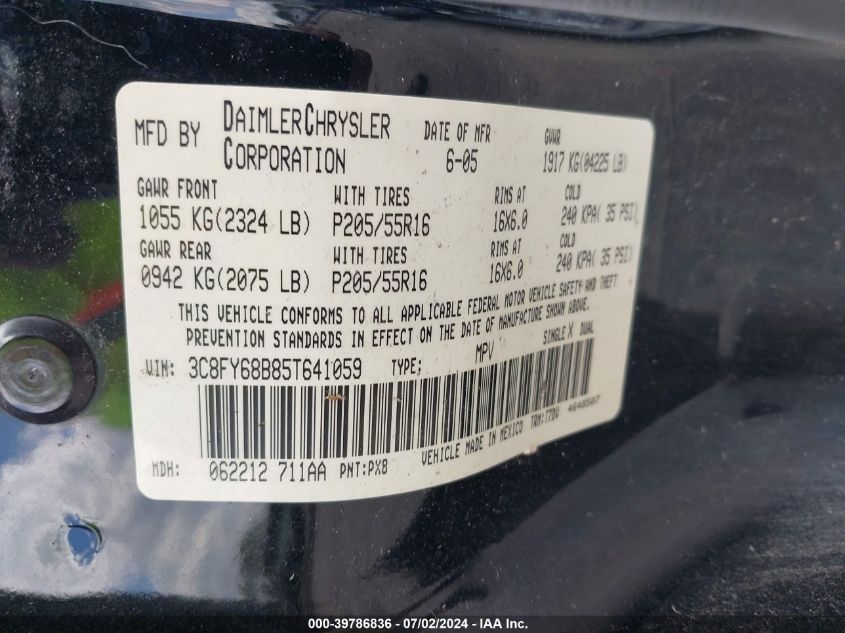 MFD BY DAIMLERCHRYSLER CORPORATION DATE OF MFR 6-05 GVWR 1917 KG(04225 LB)
GAWR FRONT WITH TIRES RIMS AT COLD
1055 KG(2324 LB) P205/55R16 16X6.0 240 KPA( 35 PSI)
GAWR REAR WITH TIRES RIMS AT COLD
0942 KG(2075 LB) P205/55R16 16X6.0 240 KPA( 35 PSI)
THIS VEHICLE CONFORMS TO ALL APPLICABLE FEDERAL MOTOR VEHICLE SAFETY AND THEFT
PREVENTION STANDARDS IN EFFECT ON THE DATE OF MANUFACTURE SHOWN ABOVE.
VIN: 3C8FY68B85T641059 TYPE: MPV SINGLE X DUAL
MDH: 062212 711AA PNT:PX8 VEHICLE MADE IN MEXICO TRM:T7DV 4648507
000-39786836 - 07/02/2024 - IAA Inc.